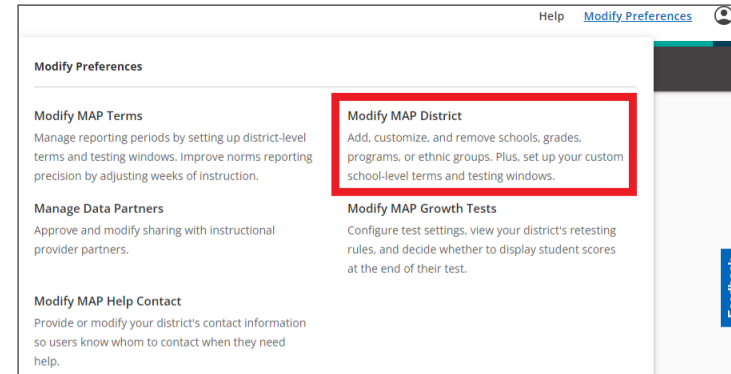 Help Modify Preferences
Modify Preferences
Modify MAP Terms
Manage reporting periods by setting up district-level
terms and testing windows. Improve norms reporting
precision by adjusting weeks of instruction.
Modify MAP District
Add, customize, and remove schools, grades,
programs, or ethnic groups. Plus, set up your custom
school-level terms and testing windows.
Manage Data Partners
Approve and modify sharing with instructional
provider partners.
Modify MAP Growth Tests
Configure test settings, view your district's retesting
rules, and decide whether to display student scores
at the end of their test.
Modify MAP Help Contact
Provide or modify your district's contact information
so users know whom to contact when they need
help.